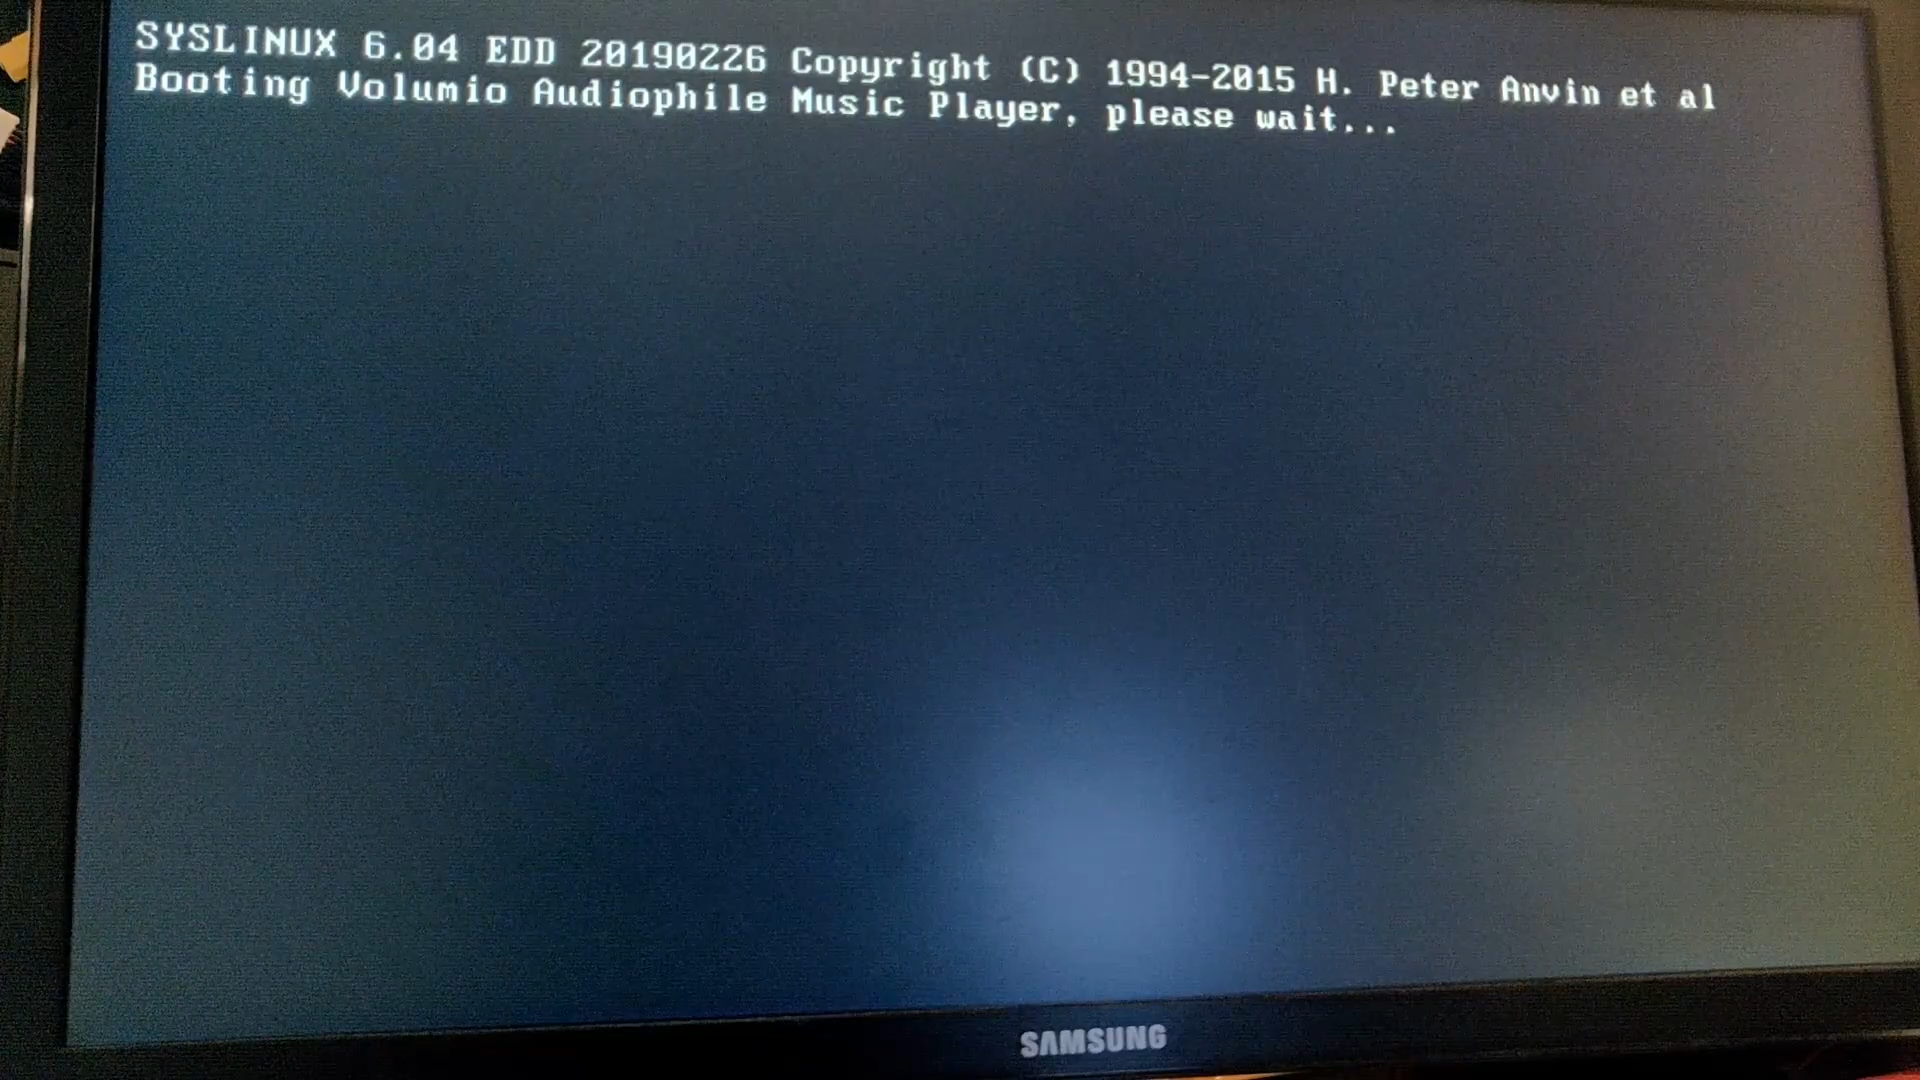 SYSLINUX 6.04 EDD 20190226 Copyright (C) 1994-2015 H. Peter Anvin et al
Booting Volumio Audiophile Music Player, please wait...
SAMSUNG